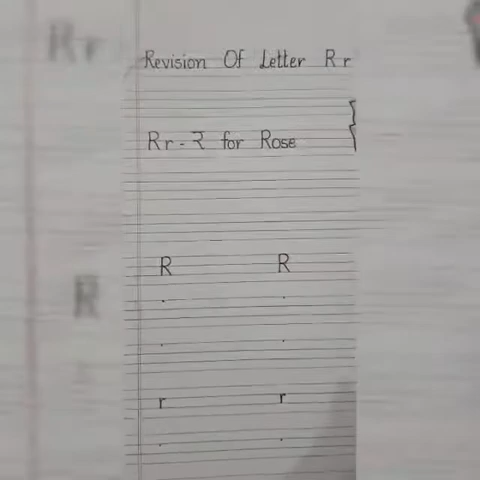 Revision Of Letter R r
Rr - र for Rose
R R
r r